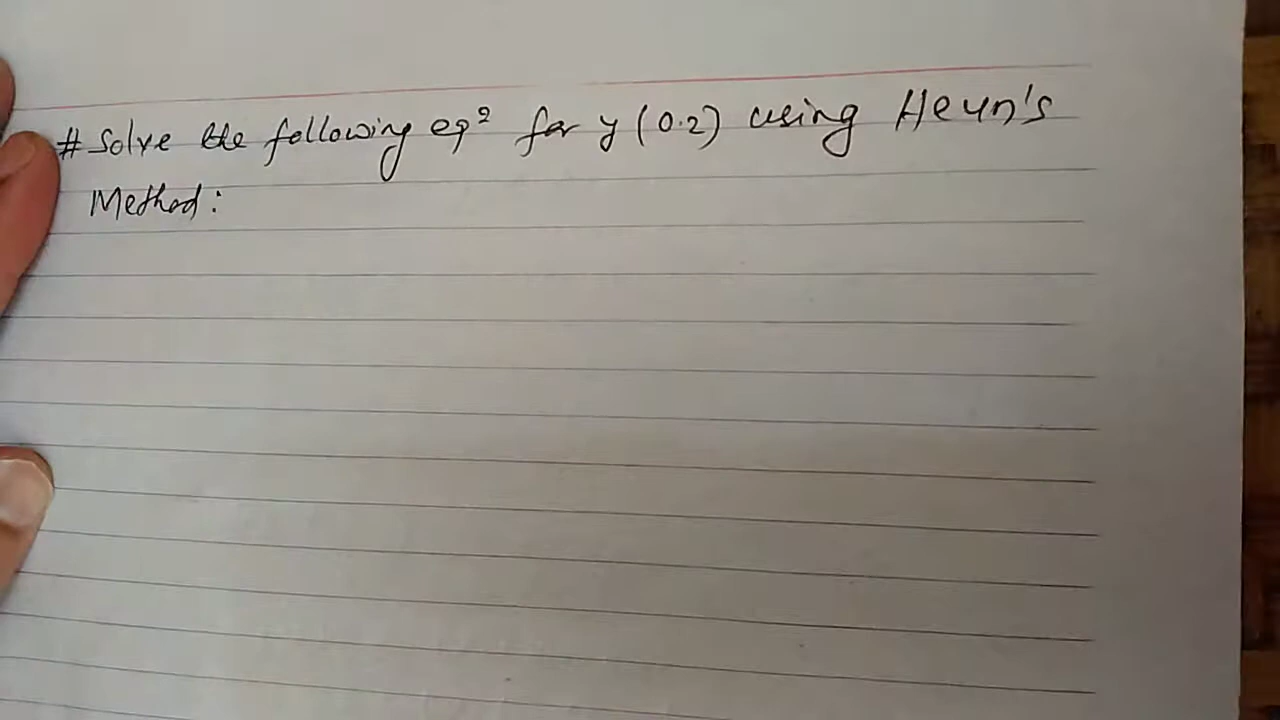 # Solve the following eqⁿ for y(0.2) using Heun's
Method: